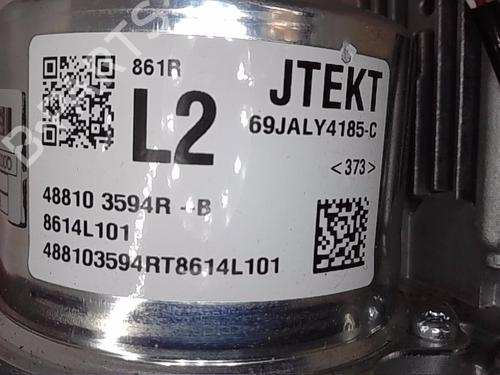 861R
JTEKT
L2
69JALY4185-C
<373>
48810 3594R--B
8614L101
488103594RT8614L101